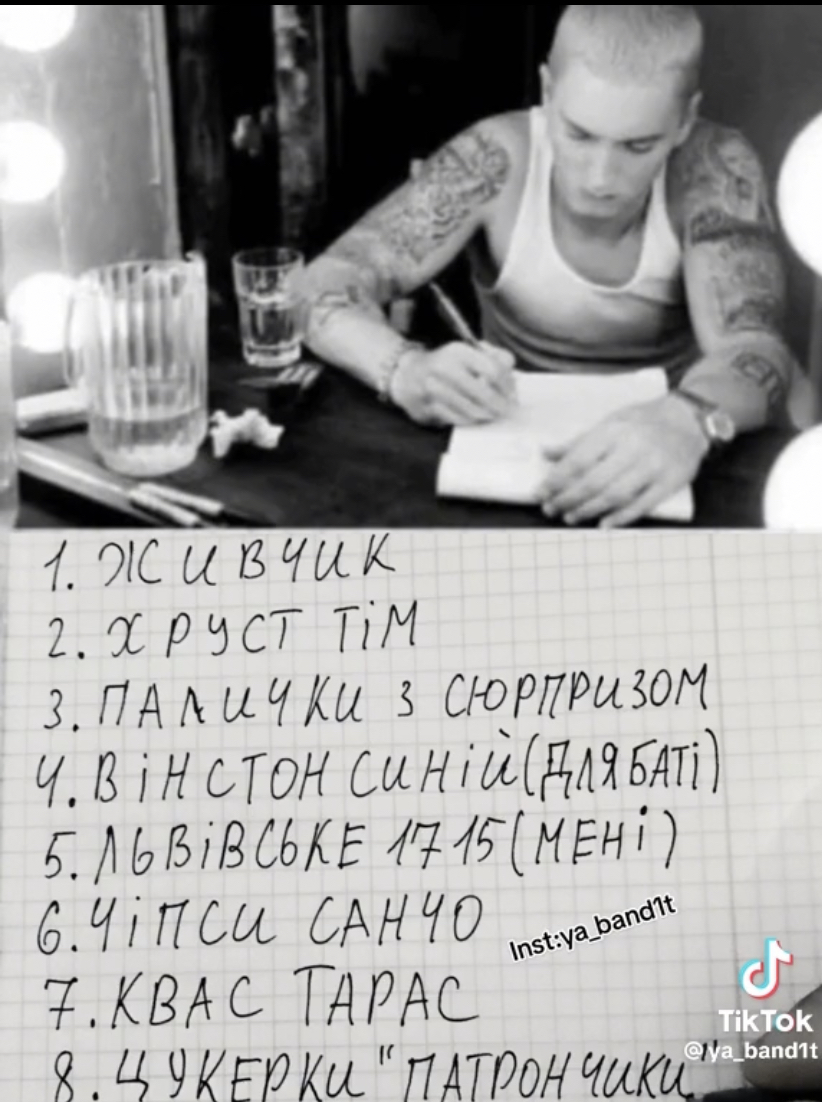 1. ЖИВЧИК
2. ХРУСТ ТіМ
3. ПАЛИЧКИ З СЮРПРИЗОМ
4. ВіНСТОН СИНіЙ(ДЛЯ БАТі)
5. ЛЬВіВСЬКЕ 1715(МЕНі)
6. ЧіПСИ САНЧО
Inst:ya_band1t
7. КВАС ТАРАС
TikTok
@ya_band1t
8. ЦУКЕРКИ "ПАТРОНЧИКИ"